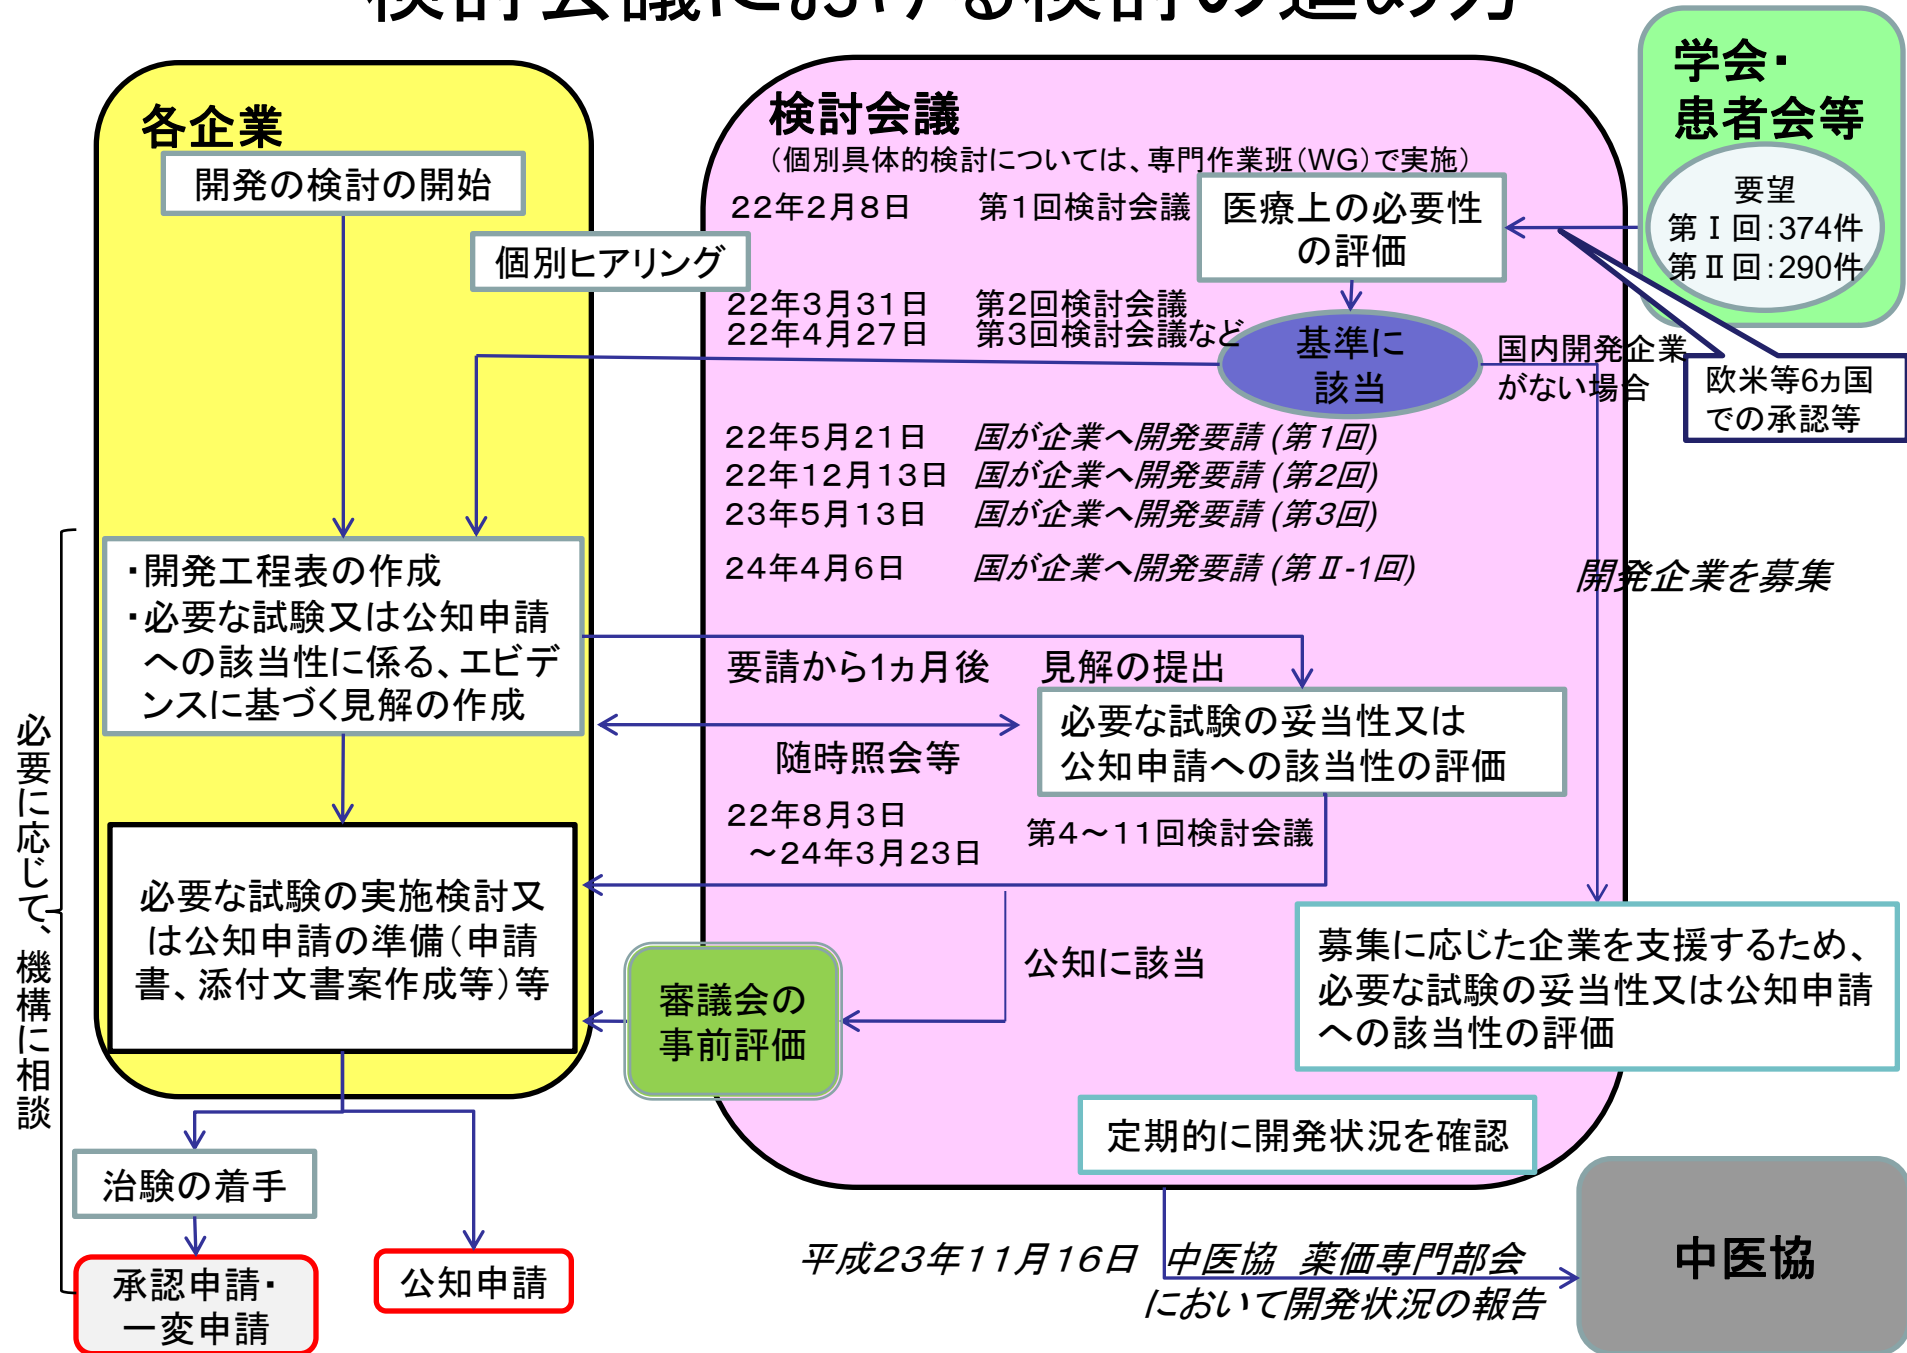 検討会議における検討の進め方
各企業
開発の検討の開始
個別ヒアリング
検討会議
（個別具体的検討については、専門作業班（WG）で実施）
22年2月8日　第1回検討会議
医療上の必要性
の評価
学会・
患者会等
要望
第Ⅰ回：374件
第Ⅱ回：290件
22年3月31日　第2回検討会議
22年4月27日　第3回検討会議など
基準に
該当
国内開発企業
がない場合
欧米等6ヵ国
での承認等
22年5月21日　国が企業へ開発要請 (第1回)
22年12月13日　国が企業へ開発要請 (第2回)
23年5月13日　国が企業へ開発要請 (第3回)
24年4月6日　国が企業へ開発要請 (第Ⅱ-1回)
開発企業を募集
・開発工程表の作成
・必要な試験又は公知申請
への該当性に係る、エビデ
ンスに基づく見解の作成
要請から1ヵ月後　見解の提出
必要な試験の妥当性又は
公知申請への該当性の評価
随時照会等
22年8月3日
～24年3月23日
第4～11回検討会議
必要な試験の実施検討又
は公知申請の準備（申請
書、添付文書案作成等）等
公知に該当
審議会の
事前評価
募集に応じた企業を支援するため、
必要な試験の妥当性又は公知申請
への該当性の評価
定期的に開発状況を確認
必要に応じて、機構に相談
治験の着手
承認申請・
一変申請
公知申請
平成23年11月16日　中医協　薬価専門部会
において開発状況の報告
中医協